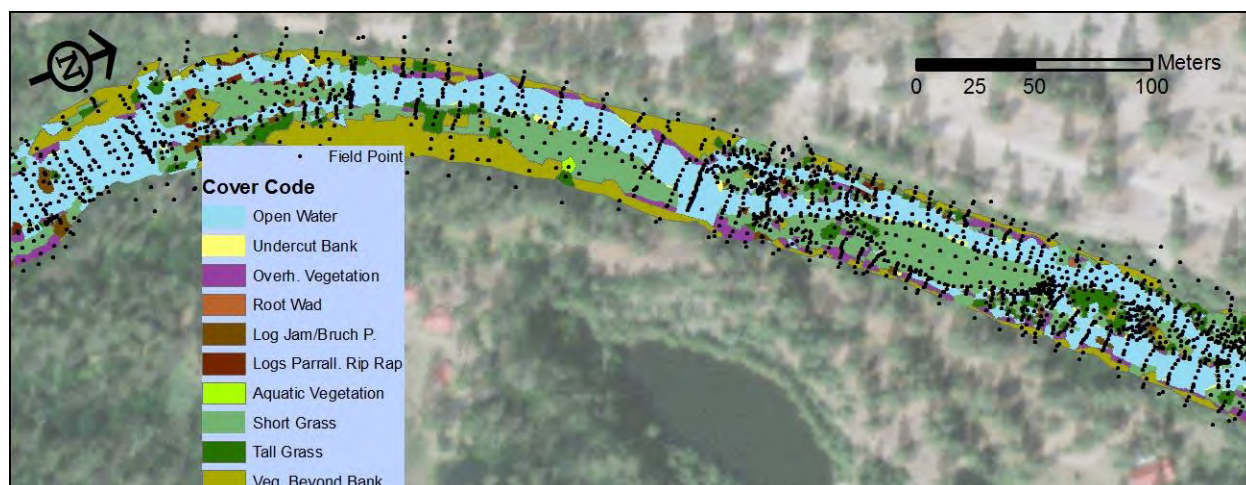 N
Meters
0 25 50 100
Field Point
Cover Code
Open Water
Undercut Bank
Overh. Vegetation
Root Wad
Log Jam/Bruch P.
Logs Parrall. Rip Rap
Aquatic Vegetation
Short Grass
Tall Grass
Veg. Beyond Bank